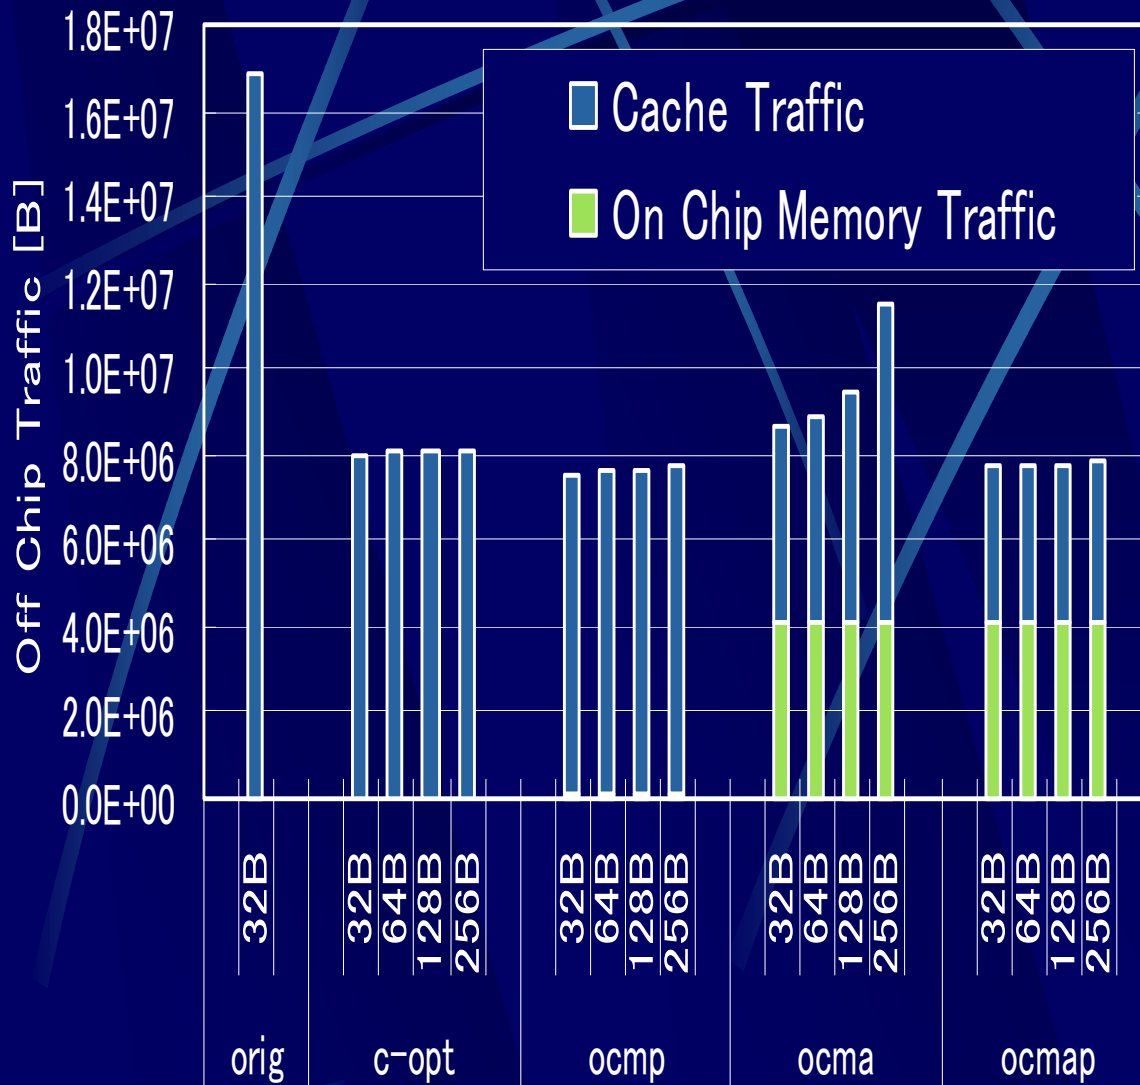 1.8E+07
1.6E+07
1.4E+07
1.2E+07
1.0E+07
8.0E+06
6.0E+06
4.0E+06
2.0E+06
0.0E+00
Off Chip Traffic [B]
Cache Traffic
On Chip Memory Traffic
32B
32B
64B
128B
256B
32B
64B
128B
256B
32B
64B
128B
256B
32B
64B
128B
256B
orig
c-opt
ocmp
ocma
ocmap